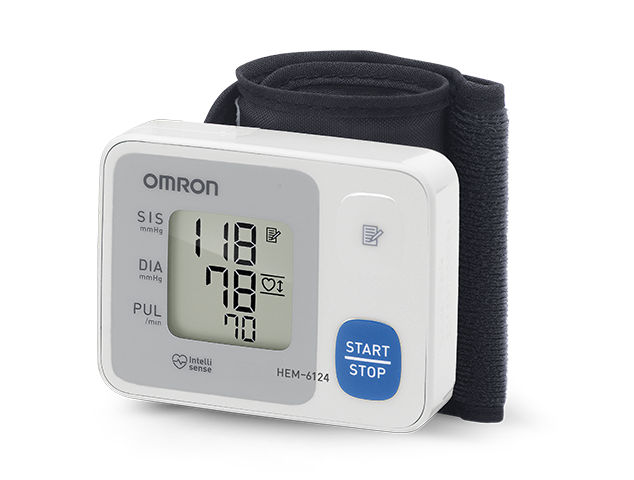 OMRON
SIS
mmHg
118
DIA
mmHg
78
PUL
/min
70
Intelli
sense
HEM-6124
START
STOP